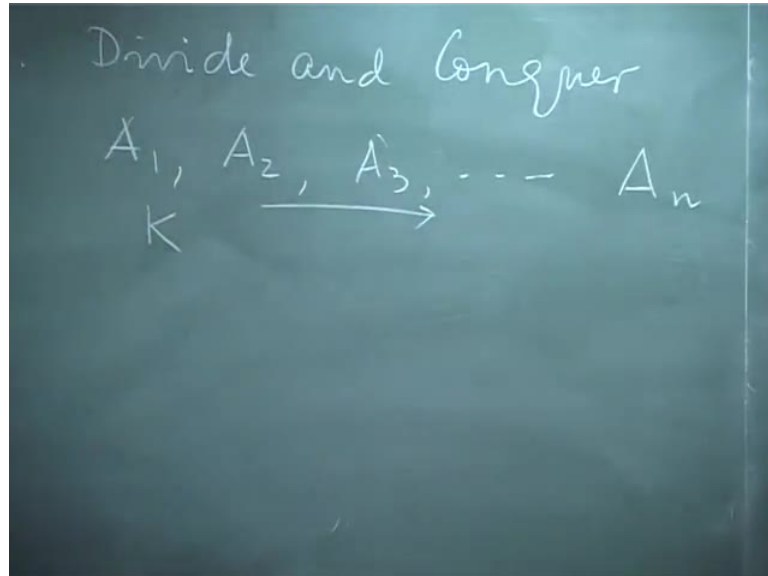 Divide and Conquer
A₁, A₂, A₃, --- Aₙ
K →